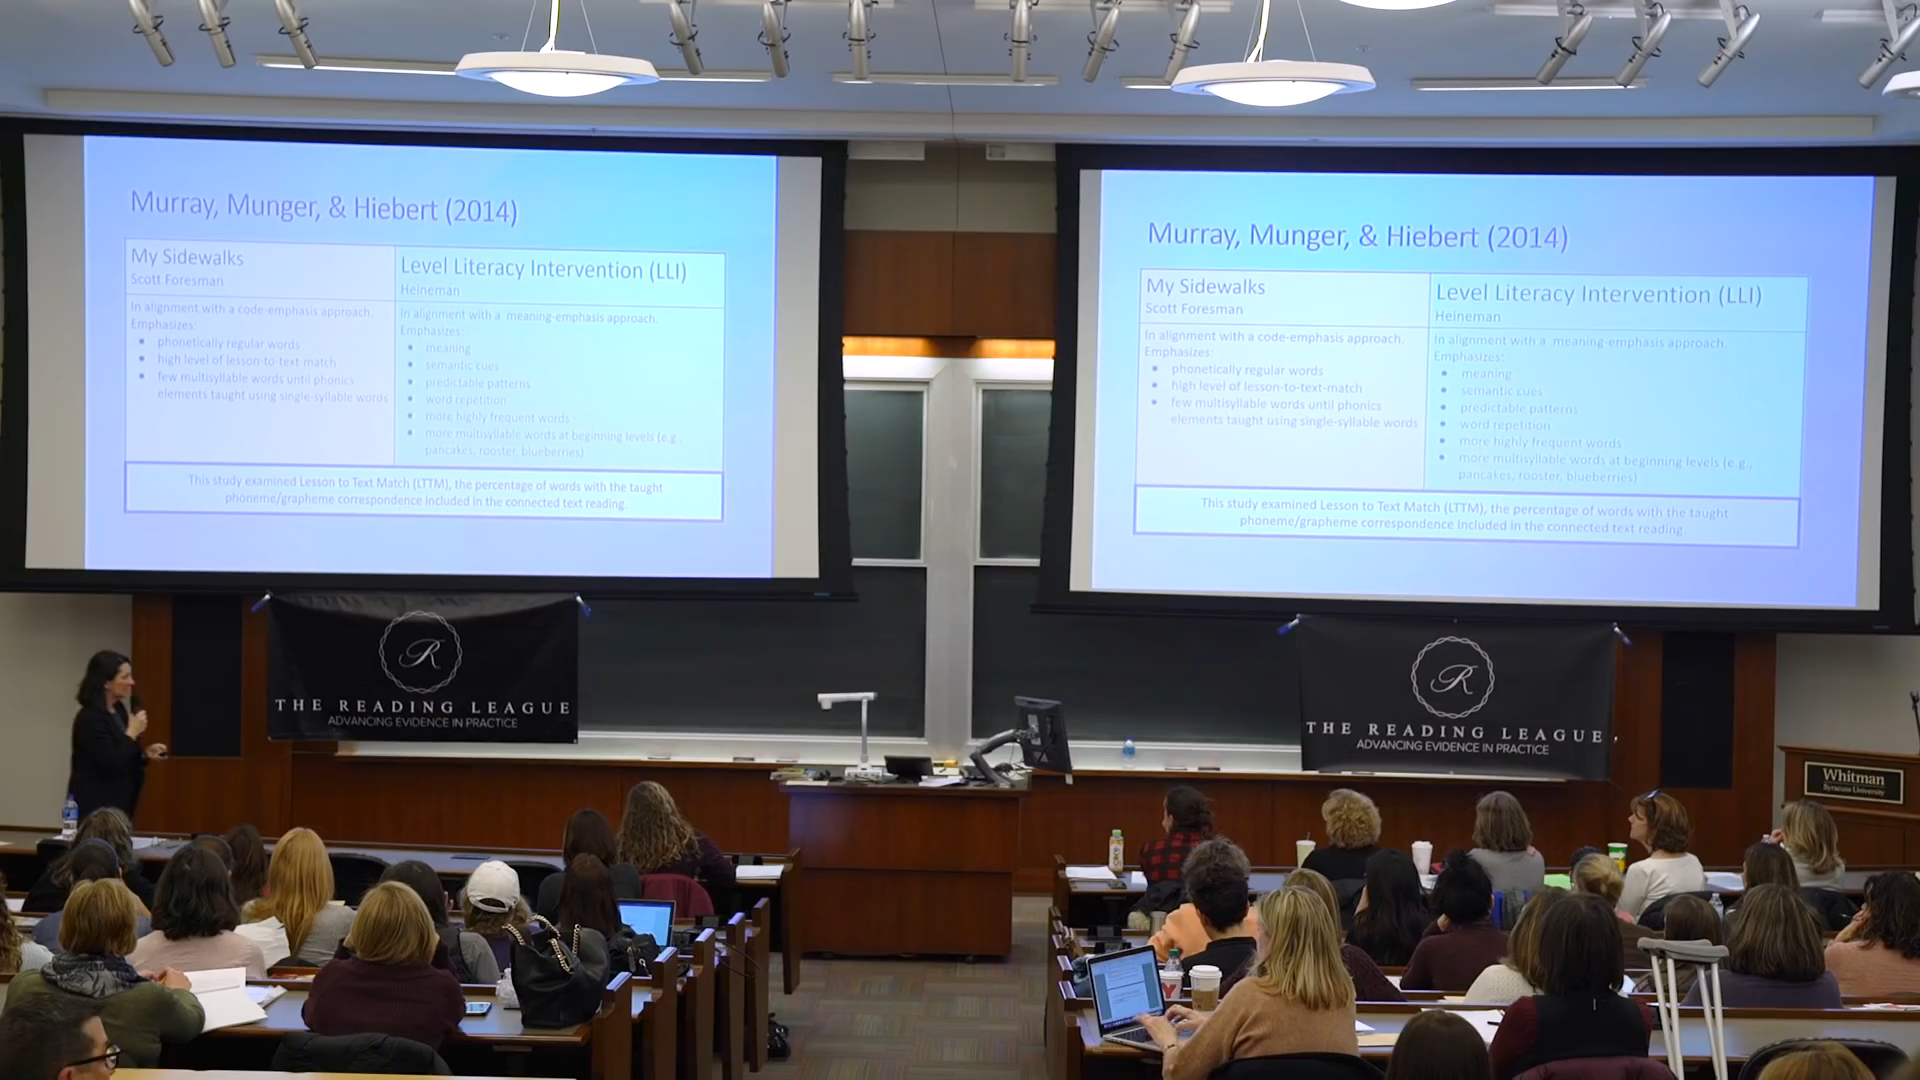 Murray, Munger, & Hiebert (2014)
My Sidewalks
Scott Foresman
Level Literacy Intervention (LLI)
Heineman
In alignment with a code-emphasis approach.
Emphasizes:
phonetically regular words
high level of lesson-to-text-match
few multisyllable words until phonics
elements taught using single-syllable words
In alignment with a meaning-emphasis approach.
Emphasizes:
meaning
semantic cues
predictable patterns
word repetition
more highly frequent words
more multisyllable words at beginning levels (e.g.,
pancakes, rooster, blueberries)
This study examined Lesson to Text Match (LTTM), the percentage of words with the taught
phoneme/grapheme correspondence included in the connected text reading.
Murray, Munger, & Hiebert (2014)
My Sidewalks
Scott Foresman
Level Literacy Intervention (LLI)
Heineman
In alignment with a code-emphasis approach.
Emphasizes:
phonetically regular words
high level of lesson-to-text-match
few multisyllable words until phonics
elements taught using single-syllable words
In alignment with a meaning-emphasis approach.
Emphasizes:
meaning
semantic cues
predictable patterns
word repetition
more highly frequent words
more multisyllable words at beginning levels (e.g.,
pancakes, rooster, blueberries)
This study examined Lesson to Text Match (LTTM), the percentage of words with the taught
phoneme/grapheme correspondence included in the connected text reading.
R
THE READING LEAGUE
ADVANCING EVIDENCE IN PRACTICE
R
THE READING LEAGUE
ADVANCING EVIDENCE IN PRACTICE
Whitman
Syracuse University